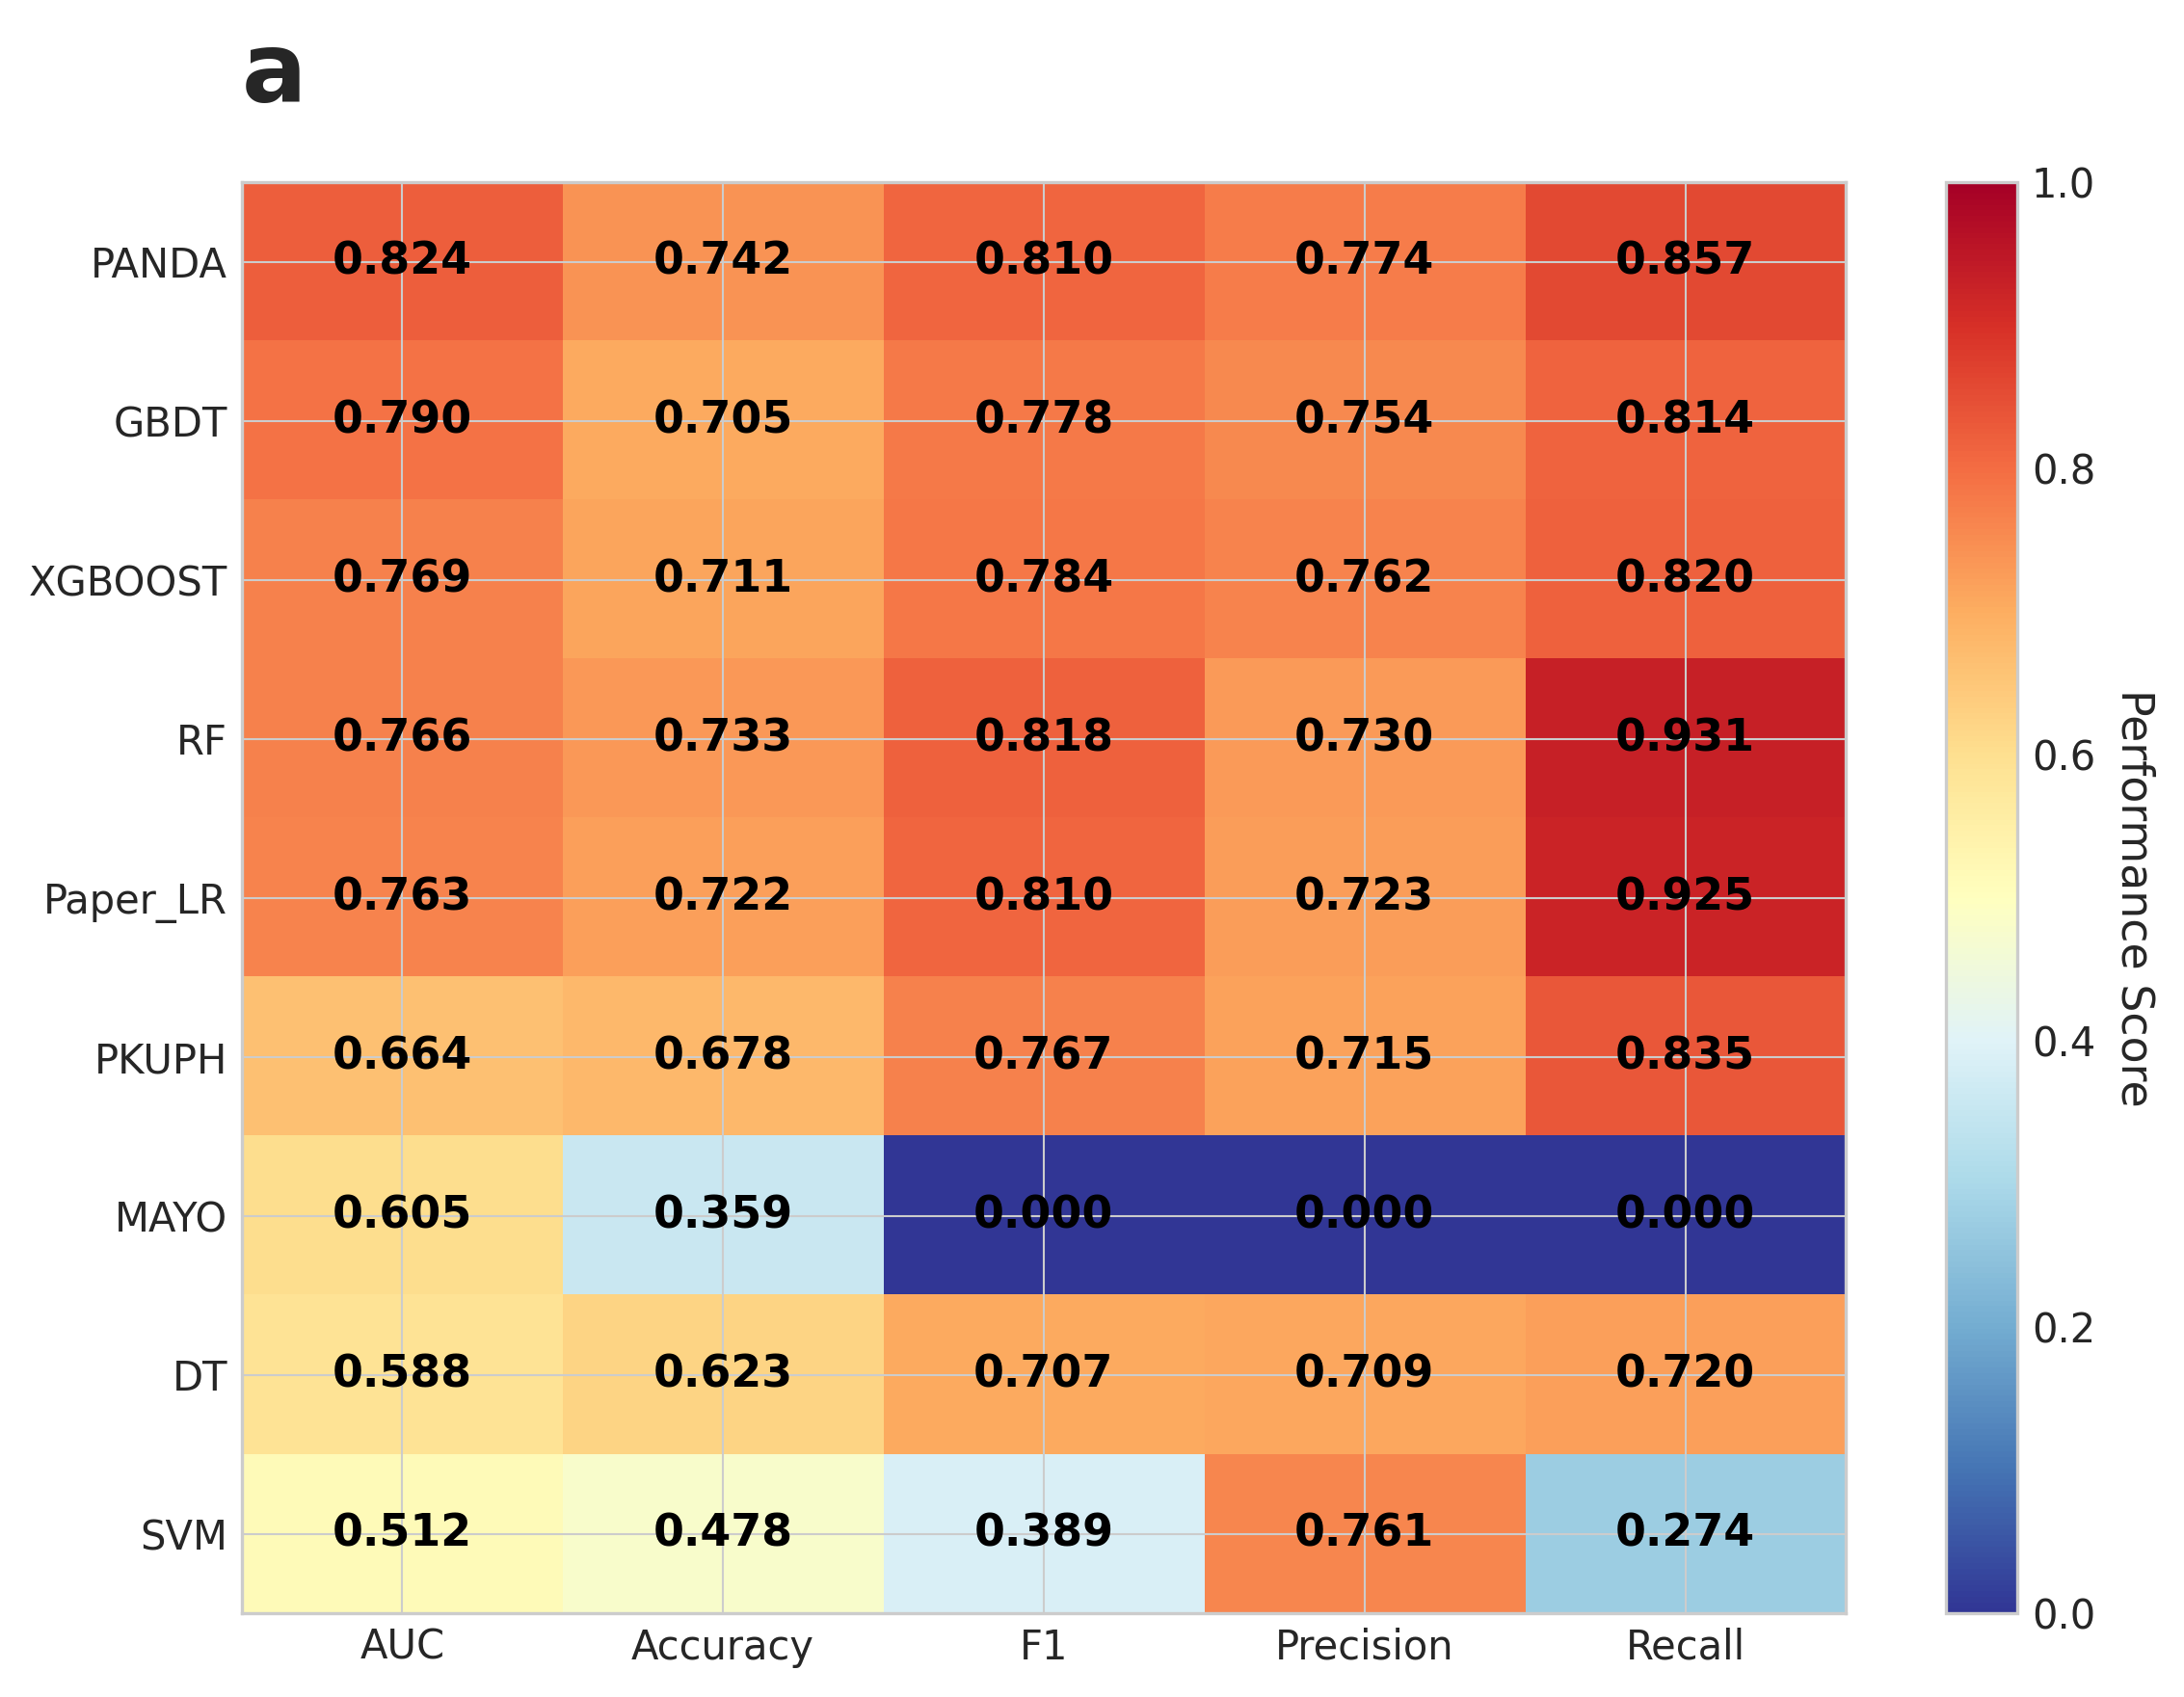 a
PANDA 0.824 0.742 0.810 0.774 0.857
GBDT 0.790 0.705 0.778 0.754 0.814
XGBOOST 0.769 0.711 0.784 0.762 0.820
RF 0.766 0.733 0.818 0.730 0.931
Paper_LR 0.763 0.722 0.810 0.723 0.925
PKUPH 0.664 0.678 0.767 0.715 0.835
MAYO 0.605 0.359 0.000 0.000 0.000
DT 0.588 0.623 0.707 0.709 0.720
SVM 0.512 0.478 0.389 0.761 0.274
AUC Accuracy F1 Precision Recall
1.0
0.8
0.6
0.4
0.2
0.0
Performance Score